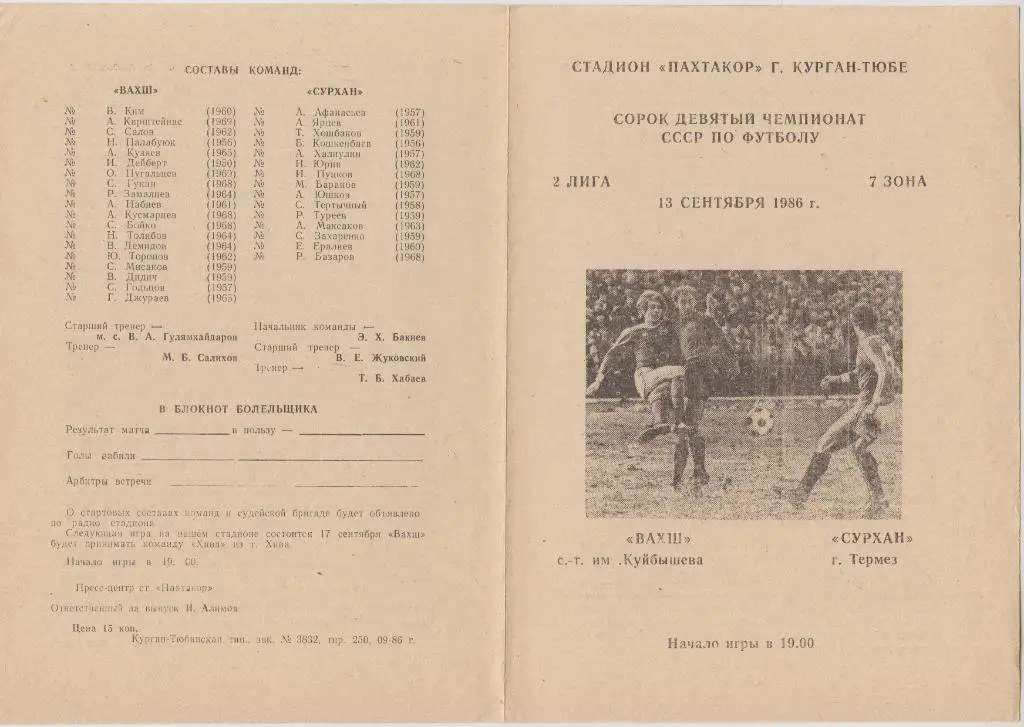 СОСТАВЫ КОМАНД:
«ВАХШ»
№ В. Ким (1960)
№ А. Кирштейнас (1969)
№ С. Салов (1962)
№ Н. Палабуюк (1956)
№ А. Кузяев (1965)
№ И. Дейберт (1950)
№ О. Пугальцев (1969)
№ С. Гукин (1968)
№ Р. Замалиев (1964)
№ А. Набаев (1961)
№ А. Кусмарцев (1968)
№ С. Бойко (1968)
№ Н. Толибов (1964)
№ В. Демидов (1964)
№ Ю. Торопов (1962)
№ С. Мисаков (1959)
№ В. Дидич (1959)
№ С. Гольцов (1957)
№ Г. Джураев (1965)
«СУРХАН»
№ А. Афанасьев (1957)
№ А. Ярцев (1961)
№ Т. Хошбаков (1959)
№ Б. Кошкенбаев (1956)
№ А. Халиулин (1957)
№ Н. Юрин (1962)
№ И. Пушков (1968)
№ М. Баранов (1959)
№ А. Юшков (1957)
№ С. Тертычный (1958)
№ Р. Туреев (1959)
№ А. Максаков (1963)
№ С. Захаренко (1959)
№ Е. Ералиев (1960)
№ Р. Базаров (1968)
Старший тренер —
м. с. В. А. Гулямхайдаров
Тренер —
М. Б. Салихов
Начальник команды —
Э. Х. Бакиев
Старший тренер —
В. Е. Жуковский
Тренер —
Т. Б. Хабаев
В БЛОКНОТ БОЛЕЛЬЩИКА
Результат матча в пользу —
Голы забили
Арбитры встречи
О стартовых составах команд и судейской бригаде будет объявлено
по радио стадиона
Следующая игра на нашем стадионе состоится 17 сентября «Вахш»
будет принимать команду «Хива» из г. Хива.
Начало игры в 19. 00.
Пресс-центр ст. «Пахтакор»
Ответственный за выпуск И. Алимов
Цена 15 коп.
Курган-Тюбинская тип., зак. № 3832, тир. 250, 09-86 г.
СТАДИОН «ПАХТАКОР» Г. КУРГАН-ТЮБЕ
СОРОК ДЕВЯТЫЙ ЧЕМПИОНАТ
СССР ПО ФУТБОЛУ
2 ЛИГА 7 ЗОНА
13 СЕНТЯБРЯ 1986 г.
«ВАХШ» «СУРХАН»
с.-т. им .Куйбышева г. Термез
Начало игры в 19.00